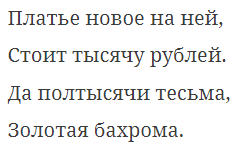 Платье новое на ней,
Стоит тысячу рублей.
Да полтысячи тесьма,
Золотая бахрома.